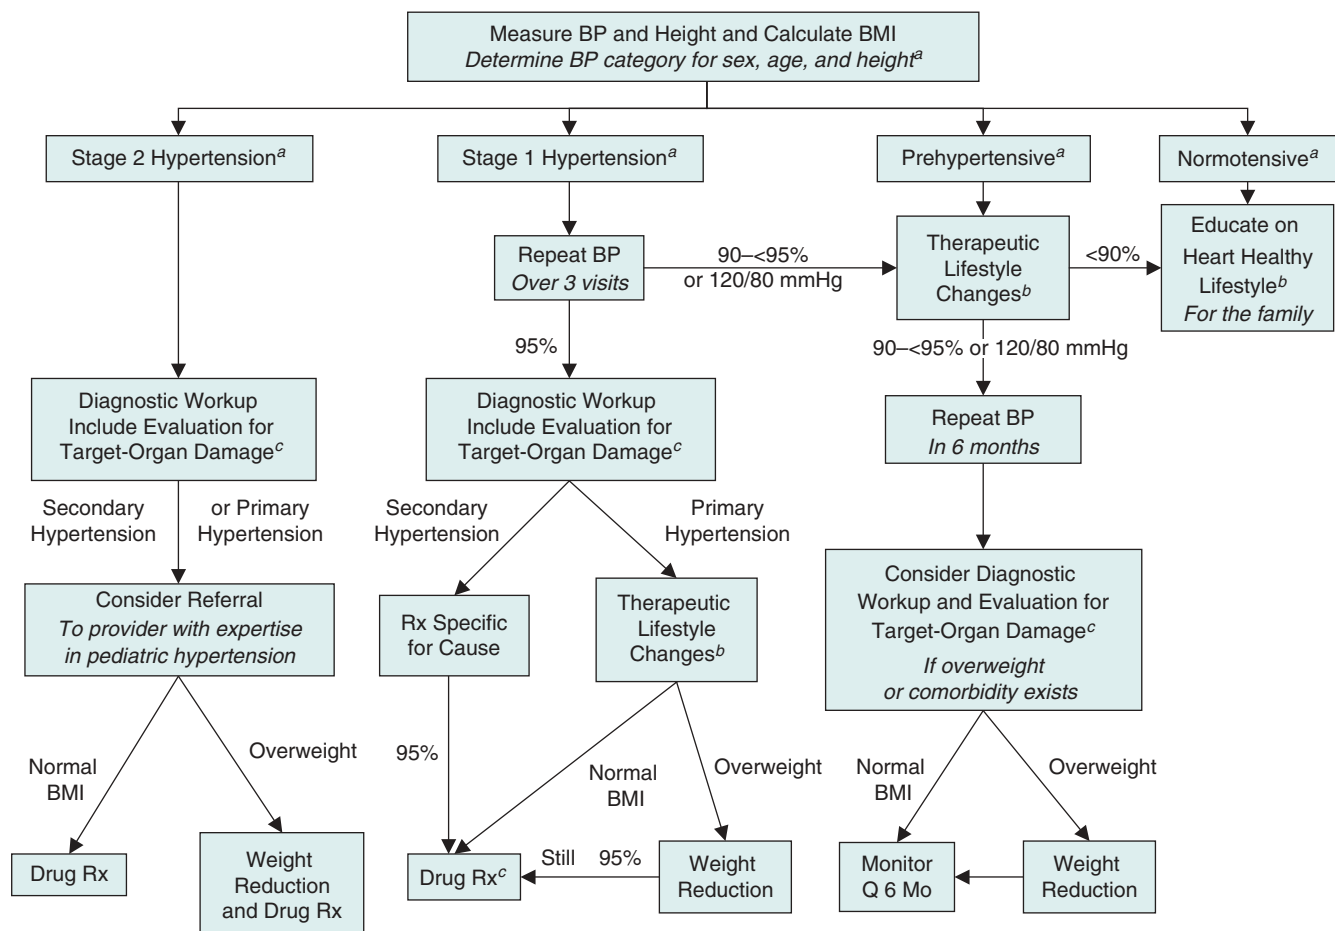 Measure BP and Height and Calculate BMI
Determine BP category for sex, age, and heightᵃ
Stage 2 Hypertensionᵃ
Stage 1 Hypertensionᵃ
Prehypertensiveᵃ
Normotensiveᵃ
Repeat BP
Over 3 visits
90–<95%
or 120/80 mmHg
Therapeutic
Lifestyle
Changesᵇ
<90%
Educate on
Heart Healthy
Lifestyleᵇ
For the family
95%
90–<95% or 120/80 mmHg
Diagnostic Workup
Include Evaluation for
Target-Organ Damageᶜ
Diagnostic Workup
Include Evaluation for
Target-Organ Damageᶜ
Repeat BP
In 6 months
Secondary
Hypertension
or Primary
Hypertension
Secondary
Hypertension
Primary
Hypertension
Consider Referral
To provider with expertise
in pediatric hypertension
Rx Specific
for Cause
Therapeutic
Lifestyle
Changesᵇ
Consider Diagnostic
Workup and Evaluation for
Target-Organ Damageᶜ
If overweight
or comorbidity exists
Normal
BMI
Overweight
95%
Normal
BMI
Overweight
Normal
BMI
Overweight
Drug Rx
Weight
Reduction
and Drug Rx
Drug Rxᶜ
Still 95%
Weight
Reduction
Monitor
Q 6 Mo
Weight
Reduction